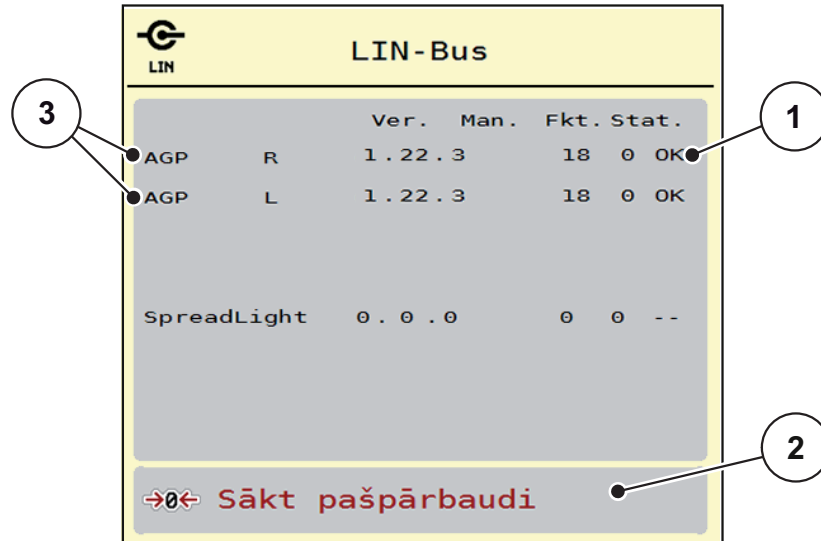 LIN
LIN-Bus
Ver. Man. Fkt. Stat.
AGP R 1.22.3 18 0 OK
AGP L 1.22.3 18 0 OK
SpreadLight 0.0.0 0 0 --
→0← Sākt pašpārbaudi
3
1
2